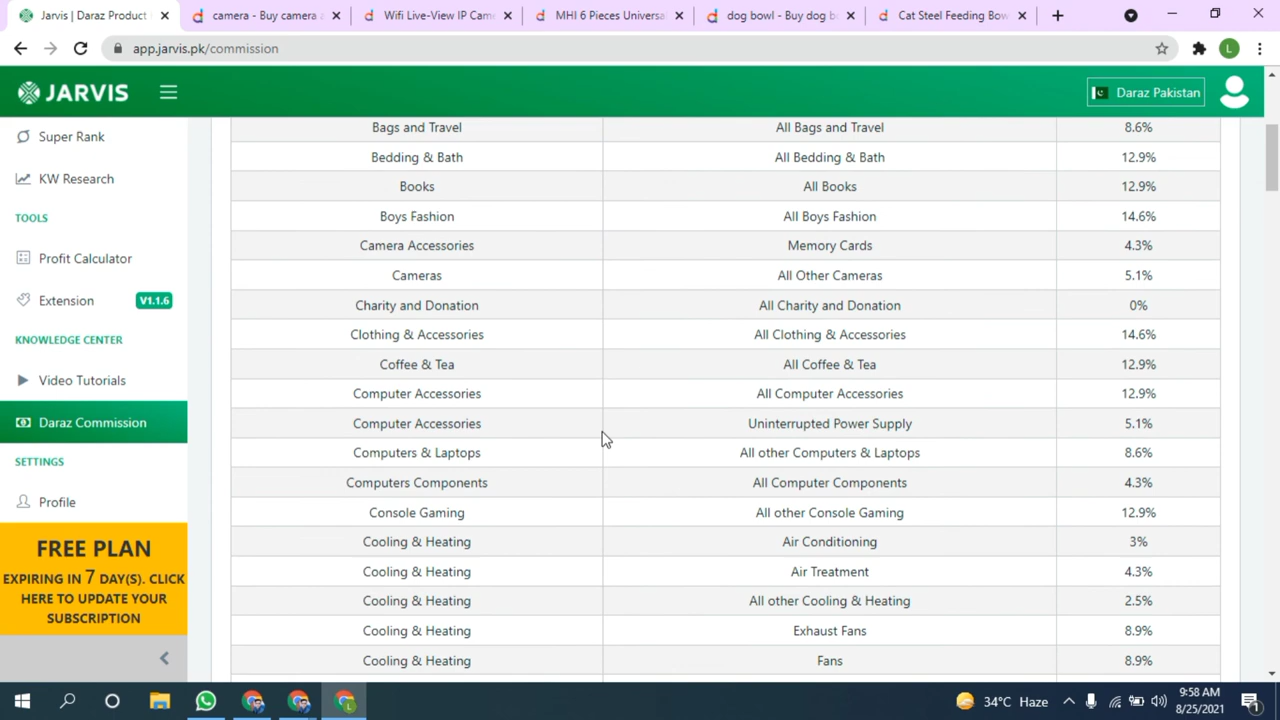 Jarvis | Daraz Product
camera - Buy camera a
Wifi Live-View IP Cam
MHI 6 Pieces Universa
dog bowl - Buy dog b
Cat Steel Feeding Bow
app.jarvis.pk/commission
L
JARVIS
Daraz Pakistan
Super Rank
KW Research
TOOLS
Profit Calculator
Extension V1.1.6
KNOWLEDGE CENTER
Video Tutorials
Daraz Commission
SETTINGS
Profile
FREE PLAN
EXPIRING IN 7 DAY(S). CLICK
HERE TO UPDATE YOUR
SUBSCRIPTION
Bags and Travel All Bags and Travel 8.6%
Bedding & Bath All Bedding & Bath 12.9%
Books All Books 12.9%
Boys Fashion All Boys Fashion 14.6%
Camera Accessories Memory Cards 4.3%
Cameras All Other Cameras 5.1%
Charity and Donation All Charity and Donation 0%
Clothing & Accessories All Clothing & Accessories 14.6%
Coffee & Tea All Coffee & Tea 12.9%
Computer Accessories All Computer Accessories 12.9%
Computer Accessories Uninterrupted Power Supply 5.1%
Computers & Laptops All other Computers & Laptops 8.6%
Computers Components All Computer Components 4.3%
Console Gaming All other Console Gaming 12.9%
Cooling & Heating Air Conditioning 3%
Cooling & Heating Air Treatment 4.3%
Cooling & Heating All other Cooling & Heating 2.5%
Cooling & Heating Exhaust Fans 8.9%
Cooling & Heating Fans 8.9%
34°C Haze
9:58 AM
8/25/2021
1